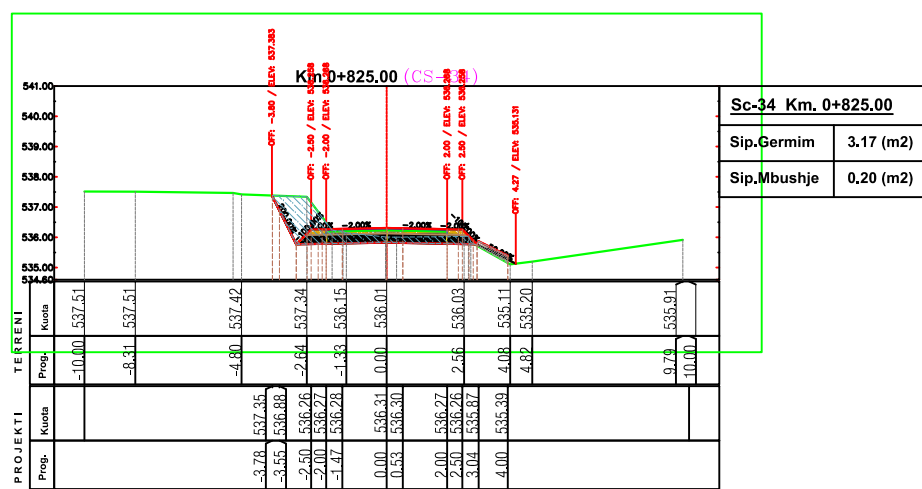 Km.0+825.00 (CS-34)
541.00
540.00
539.00
538.00
537.00
536.00
535.00
534.60
OFF: -3.80 / ELEV: 537.383
OFF: -2.50 / ELEV: 536.258
OFF: -2.00 / ELEV: 536.268
OFF: 2.00 / ELEV: 536.268
OFF: 2.50 / ELEV: 536.258
OFF: 4.27 / ELEV: 535.131
-2.00% -2.00%
Sc-34 Km. 0+825.00
Sip.Germim 3.17 (m2)
Sip.Mbushje 0.20 (m2)
TERRENI
Kuota 537.51 537.51 537.42 537.34 536.15 536.01 536.03 535.11 535.20 535.91
Prog. -10.00 -8.31 -4.80 -2.64 -1.33 0.00 2.56 4.08 4.82 9.79 10.00
PROJEKTI
Kuota 537.35 536.88 536.26 536.27 536.28 536.31 536.30 536.27 536.26 535.87 535.39
Prog. -3.78 -3.55 -2.50 -2.00 -1.47 0.00 0.53 2.00 2.50 3.04 4.00